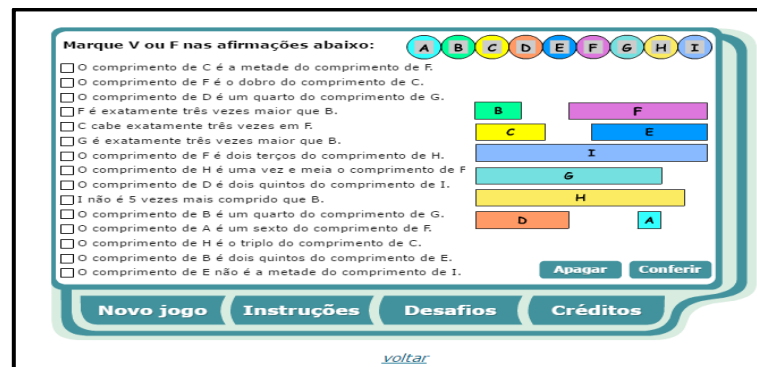 Marque V ou F nas afirmações abaixo:
A B C D E F G H I
O comprimento de C é a metade do comprimento de F.
O comprimento de F é o dobro do comprimento de C.
O comprimento de D é um quarto do comprimento de G.
F é exatamente três vezes maior que B.
C cabe exatamente três vezes em F.
G é exatamente três vezes maior que B.
O comprimento de F é dois terços do comprimento de H.
O comprimento de H é uma vez e meia o comprimento de F
O comprimento de D é dois quintos do comprimento de I.
I não é 5 vezes mais comprido que B.
O comprimento de B é um quarto do comprimento de G.
O comprimento de A é um sexto do comprimento de F.
O comprimento de H é o triplo do comprimento de C.
O comprimento de B é dois quintos do comprimento de E.
O comprimento de E não é a metade do comprimento de I.
B F
C E
I
G
H
D A
Apagar Conferir
Novo jogo Instruções Desafios Créditos
voltar